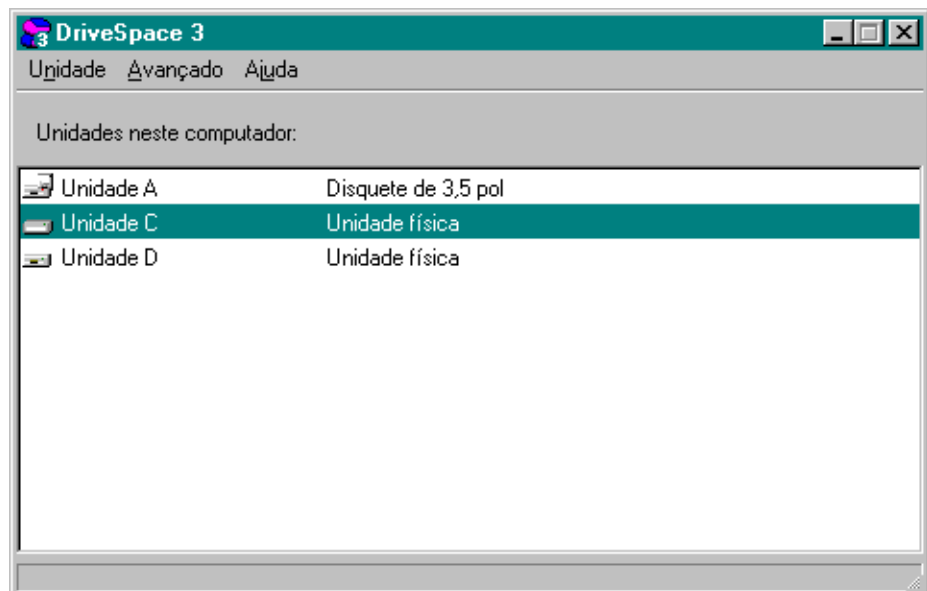 DriveSpace 3
Unidade Avançado Ajuda
Unidades neste computador:
Unidade A Disquete de 3,5 pol
Unidade C Unidade física
Unidade D Unidade física